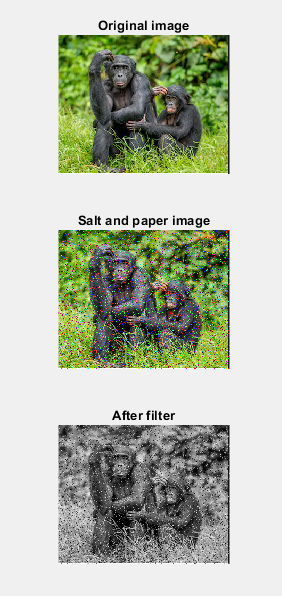 Original image
Salt and paper image
After filter